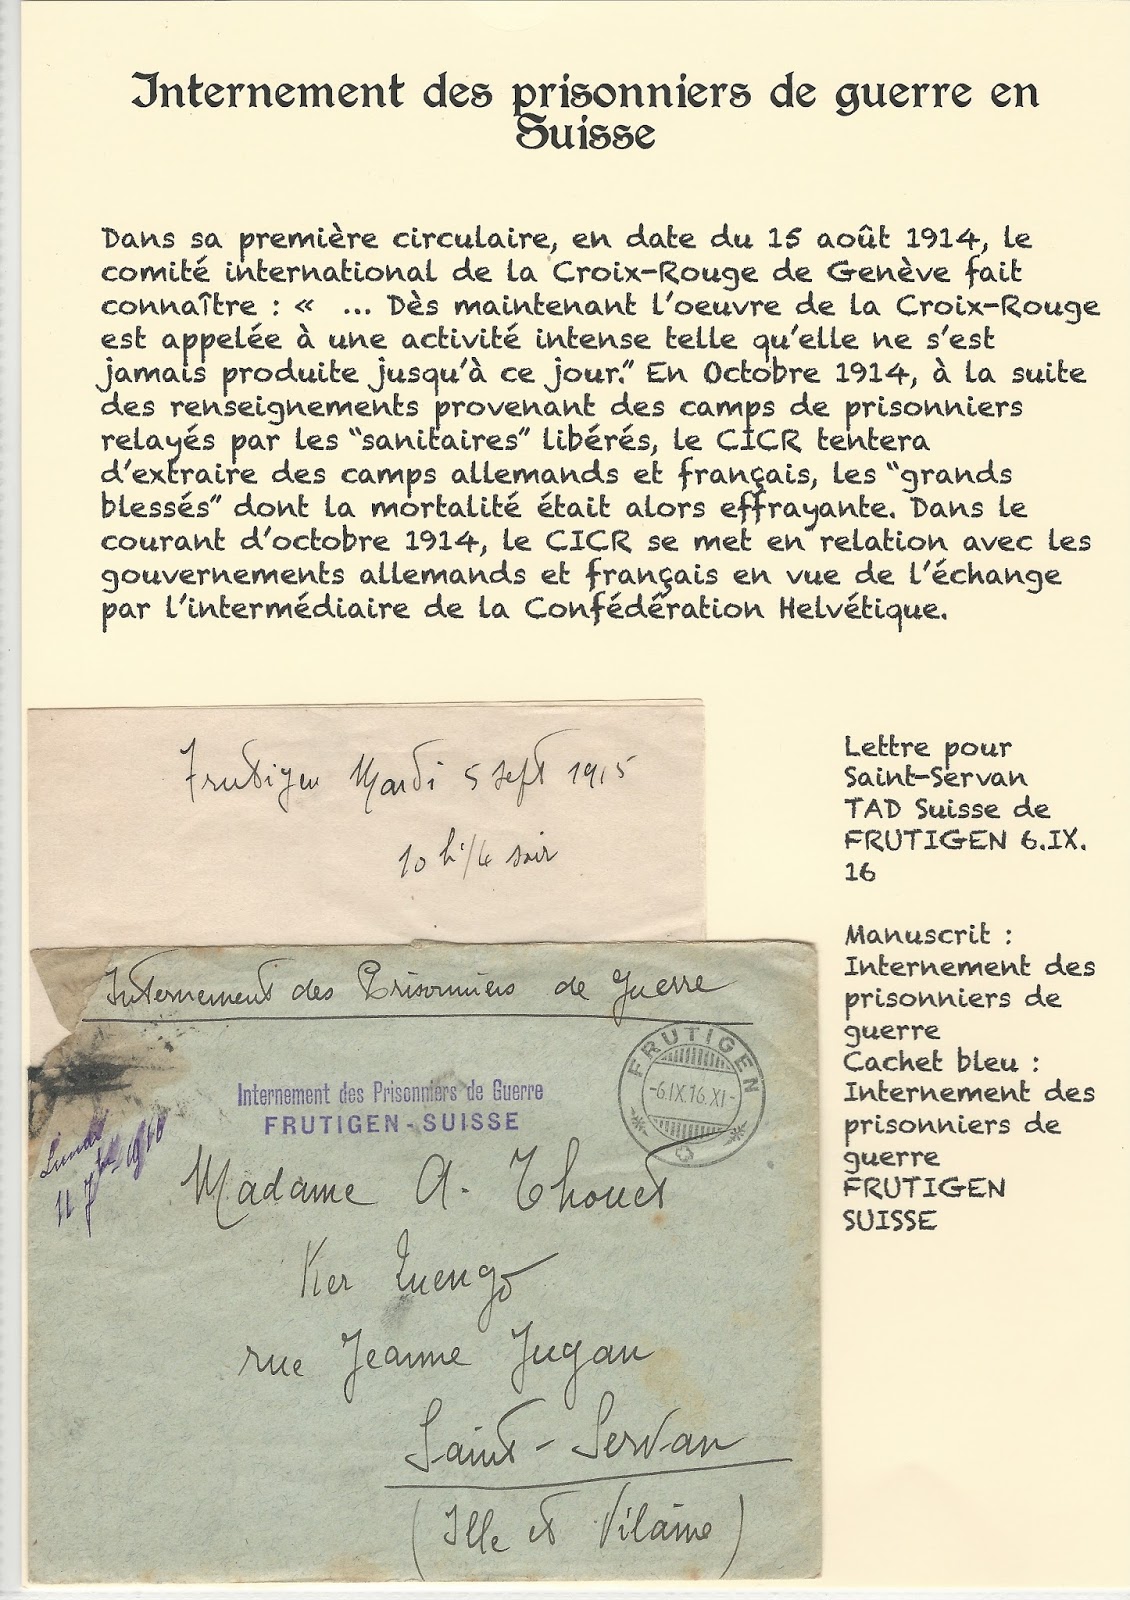 Internement des prisonniers de guerre en
Suisse
Dans sa première circulaire, en date du 15 août 1914, le
comité international de la Croix-Rouge de Genève fait
connaître : « ... Dès maintenant l'oeuvre de la Croix-Rouge
est appelée à une activité intense telle qu'elle ne s'est
jamais produite jusqu'à ce jour." En Octobre 1914, à la suite
des renseignements provenant des camps de prisonniers
relayés par les "sanitaires" libérés, le CICR tentera
d'extraire des camps allemands et français, les "grands
blessés" dont la mortalité était alors effrayante. Dans le
courant d'octobre 1914, le CICR se met en relation avec les
gouvernements allemands et français en vue de l'échange
par l'intermédiaire de la Confédération Helvétique.
Frutigen Mardi 5 sept 1915
10 h 1/4 soir
Lettre pour
Saint-Servan
TAD Suisse de
FRUTIGEN 6.IX.
16
Manuscrit :
Internement des
prisonniers de
guerre
Cachet bleu :
Internement des
prisonniers de
guerre
FRUTIGEN
SUISSE
Internement des Prisonniers de Guerre
FRUTIGEN
-6.IX.16.XI-
Internement des Prisonniers de Guerre
FRUTIGEN - SUISSE
Lundi
11 7bre 1916
Madame A. Thouet
Ker
rue Jeanne Jugan
Saint-Servan
(Ille et Vilaine)